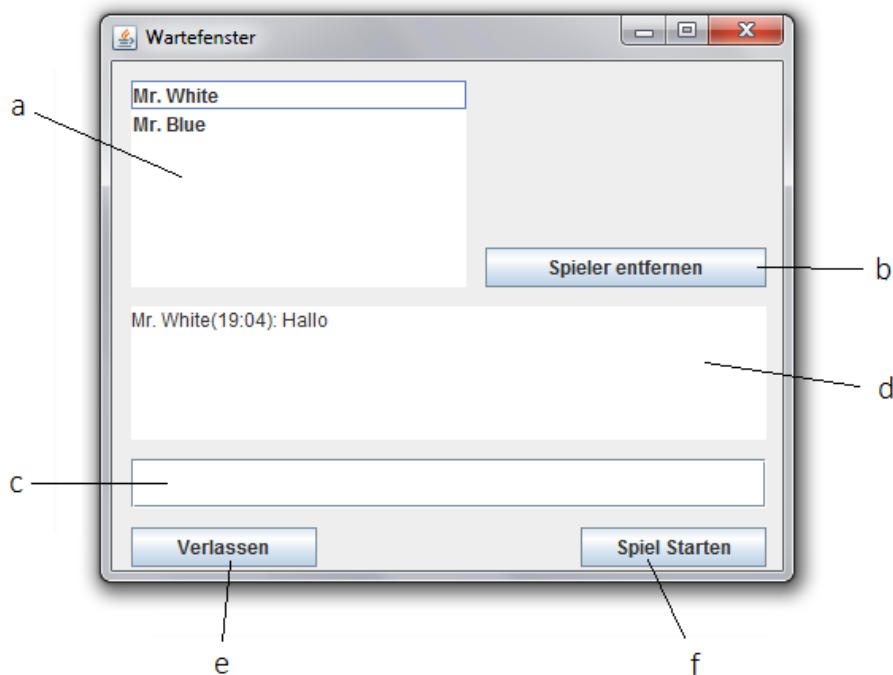 Wartefenster
Mr. White
a
Mr. Blue
Spieler entfernen
b
Mr. White(19:04): Hallo
d
c
Verlassen
Spiel Starten
e
f